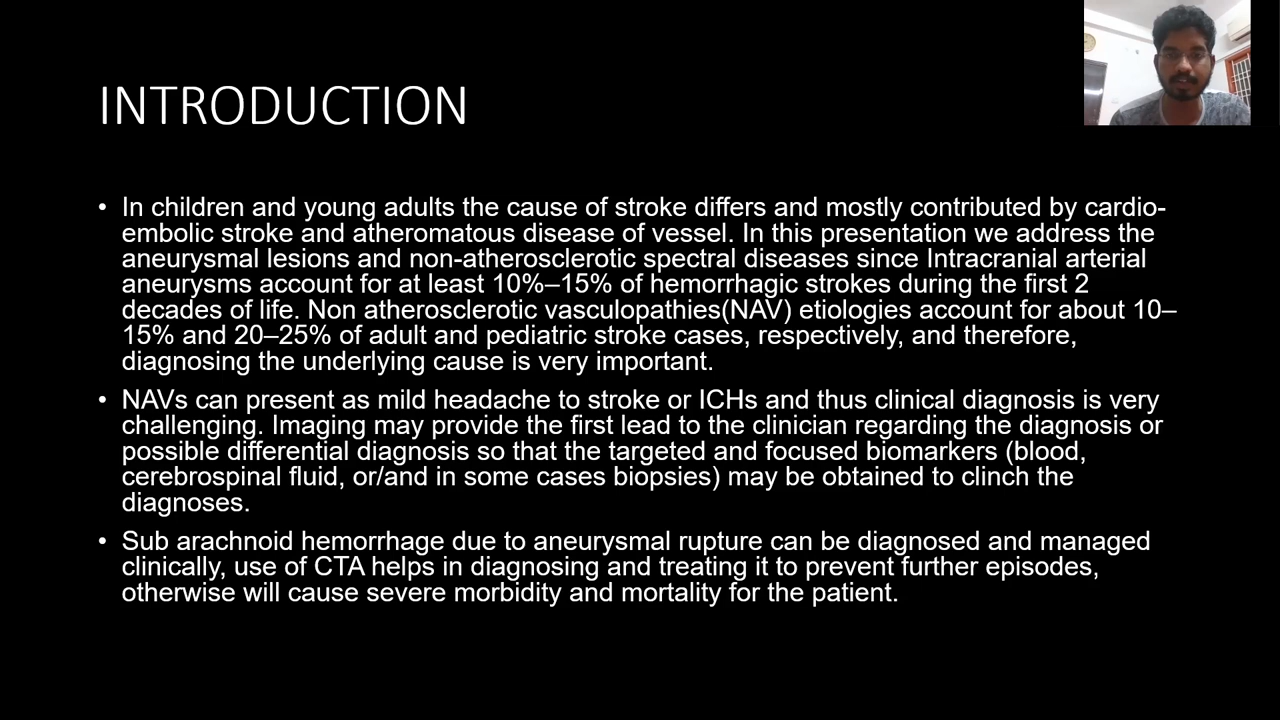 INTRODUCTION
• In children and young adults the cause of stroke differs and mostly contributed by cardio-
embolic stroke and atheromatous disease of vessel. In this presentation we address the
aneurysmal lesions and non-atherosclerotic spectral diseases since Intracranial arterial
aneurysms account for at least 10%–15% of hemorrhagic strokes during the first 2
decades of life. Non atherosclerotic vasculopathies(NAV) etiologies account for about 10–
15% and 20–25% of adult and pediatric stroke cases, respectively, and therefore,
diagnosing the underlying cause is very important.
• NAVs can present as mild headache to stroke or ICHs and thus clinical diagnosis is very
challenging. Imaging may provide the first lead to the clinician regarding the diagnosis or
possible differential diagnosis so that the targeted and focused biomarkers (blood,
cerebrospinal fluid, or/and in some cases biopsies) may be obtained to clinch the
diagnoses.
• Sub arachnoid hemorrhage due to aneurysmal rupture can be diagnosed and managed
clinically, use of CTA helps in diagnosing and treating it to prevent further episodes,
otherwise will cause severe morbidity and mortality for the patient.